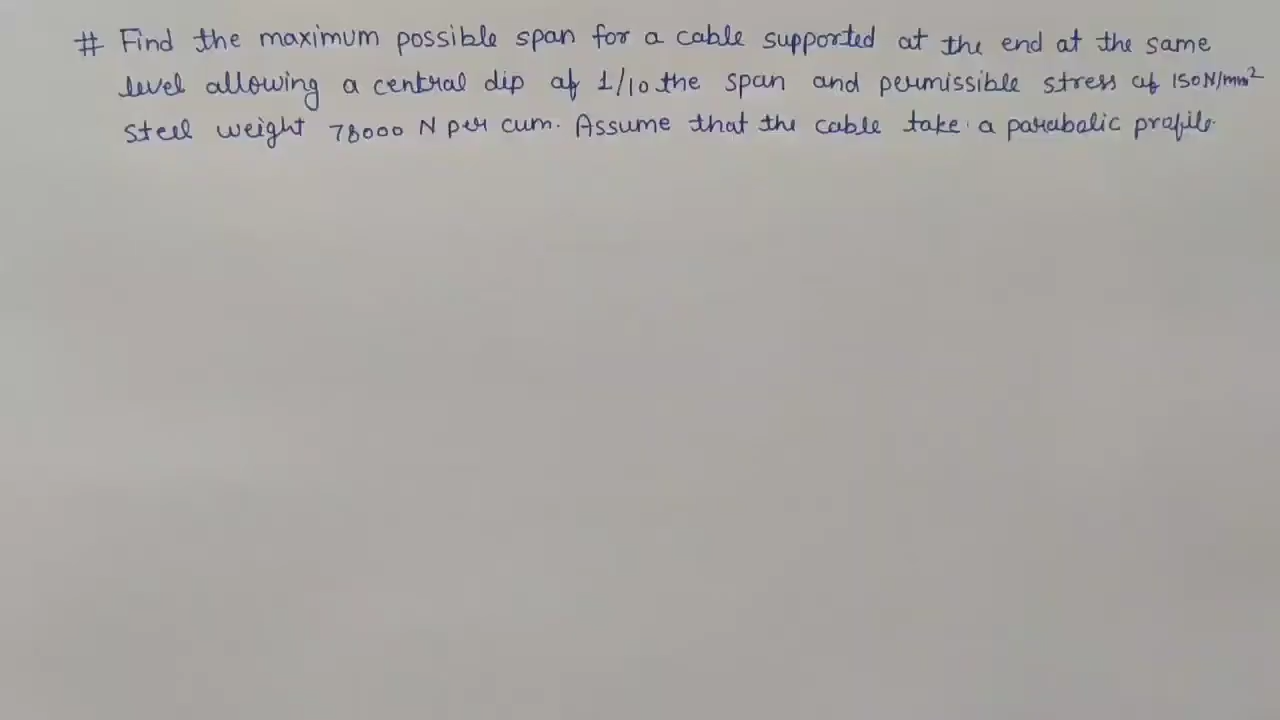 # Find the maximum possible span for a cable supported at the end at the same
level allowing a central dip of 1/10 the span and permissible stress of 150N/mm²
steel weight 78000 N per cum. Assume that the cable take a parabolic profile.